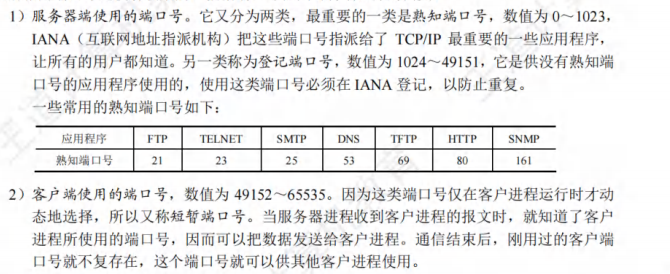 1）服务器端使用的端口号。它又分为两类，最重要的一类是熟知端口号，数值为 0～1023，
IANA（互联网地址指派机构）把这些端口号指派给了 TCP/IP 最重要的一些应用程序，
让所有的用户都知道。另一类称为登记端口号，数值为 1024～49151，它是供没有熟知端
口号的应用程序使用的，使用这类端口号必须在 IANA 登记，以防止重复。
一些常用的熟知端口号如下：
应用程序 FTP TELNET SMTP DNS TFTP HTTP SNMP
熟知端口号 21 23 25 53 69 80 161
2）客户端使用的端口号，数值为 49152～65535。因为这类端口号仅在客户进程运行时才动
态地选择，所以又称短暂端口号。当服务器进程收到客户进程的报文时，就知道了客户
进程所使用的端口号，因而可以把数据发送给客户进程。通信结束后，刚用过的客户端
口号就不复存在，这个端口号就可以供其他客户进程使用。